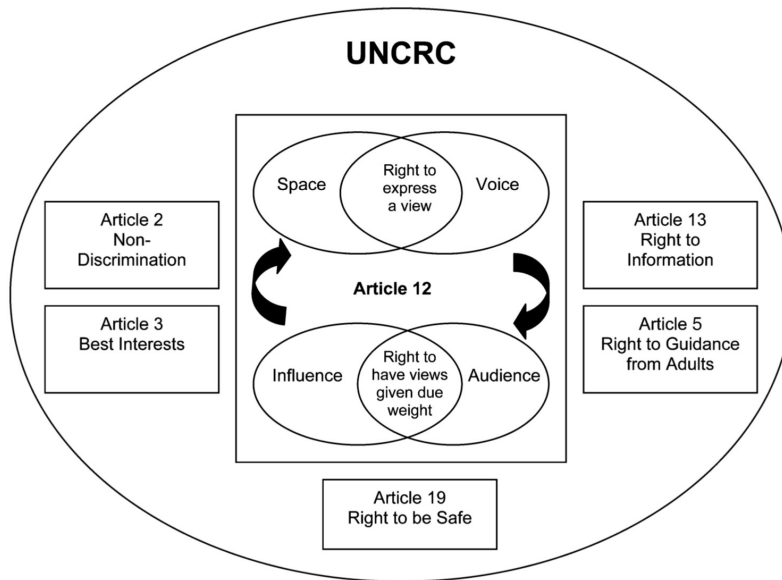 UNCRC
Space
Right to
express
a view
Voice
Article 2
Non-
Discrimination
Article 13
Right to
Information
Article 12
Article 3
Best Interests
Article 5
Right to Guidance
from Adults
Influence
Right to
have views
given due
weight
Audience
Article 19
Right to be Safe